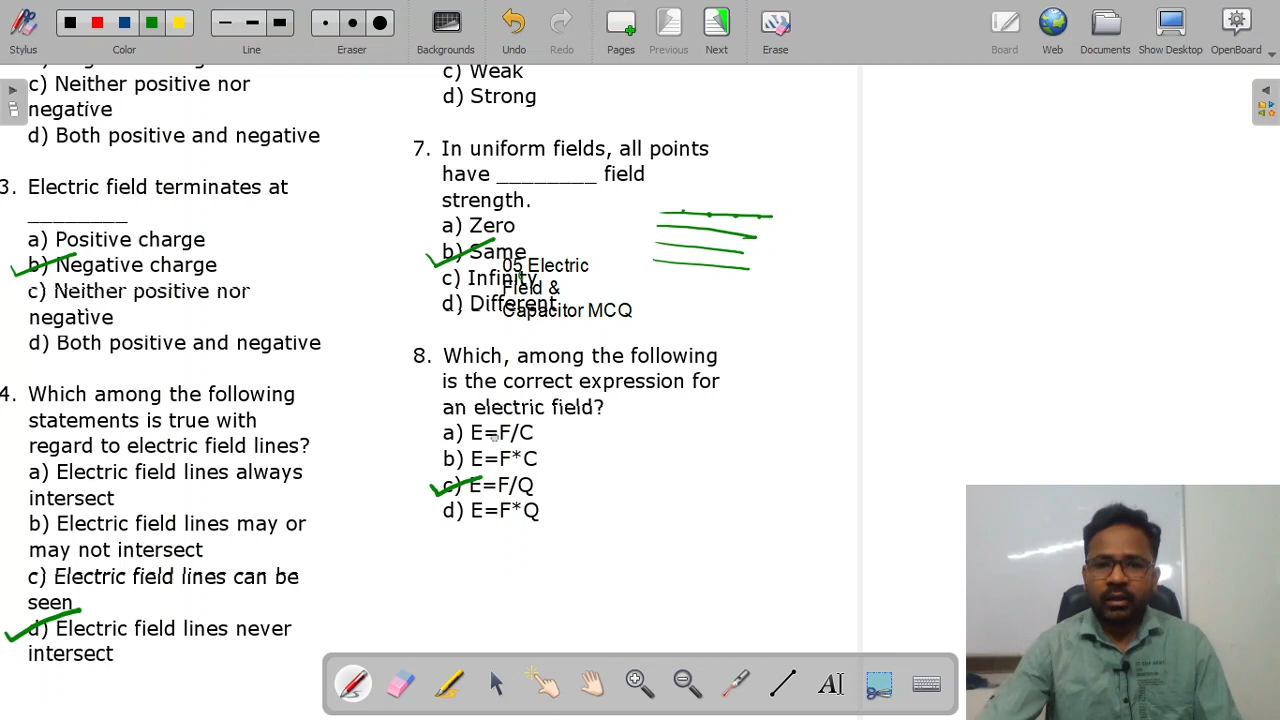 Stylus
Color
Line
Eraser
Backgrounds
Undo
Redo
Pages
Previous
Next
Erase
Board
Web
Documents
Show Desktop
OpenBoard
c) Neither positive nor
negative
d) Both positive and negative
3. Electric field terminates at
________
a) Positive charge
b) Negative charge
c) Neither positive nor
negative
d) Both positive and negative
4. Which among the following
statements is true with
regard to electric field lines?
a) Electric field lines always
intersect
b) Electric field lines may or
may not intersect
c) Electric field lines can be
seen
d) Electric field lines never
intersect
c) Weak
d) Strong
7. In uniform fields, all points
have ________ field
strength.
a) Zero
b) Same
c) Infinity
d) Different
05 Electric
Field &
Capacitor MCQ
8. Which, among the following
is the correct expression for
an electric field?
a) E=F/C
b) E=F*C
c) E=F/Q
d) E=F*Q